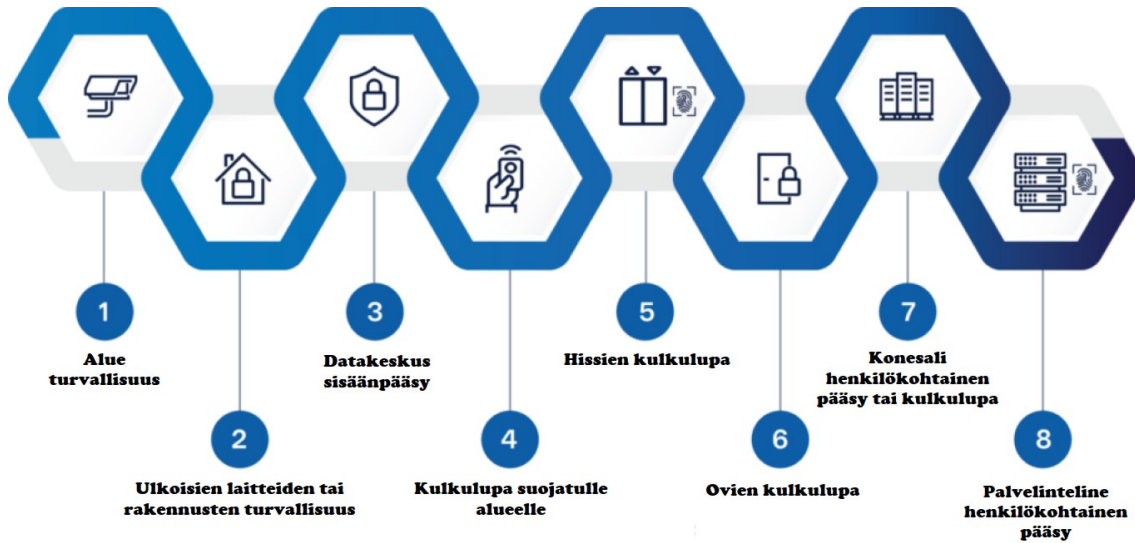 1
Alue
turvallisuus
2
Ulkoisien laitteiden tai
rakennusten turvallisuus
3
Datakeskus
sisäänpääsy
4
Kulkulupa suojatulle
alueelle
5
Hissien kulkulupa
6
Ovien kulkulupa
7
Konesali
henkilökohtainen
pääsy tai kulkulupa
8
Palvelinteline
henkilökohtainen
pääsy